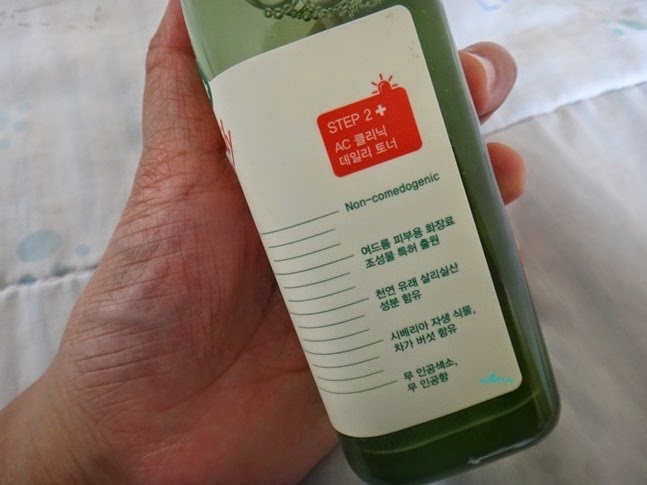 STEP 2
AC 클리닉
데일리 토너
Non-comedogenic
여드름 피부용 화장료
조성물 특허 출원
천연 유래 살리실산
성분 함유
시베리아 자생 식물,
차가 버섯 함유
무 인공색소,
무 인공향